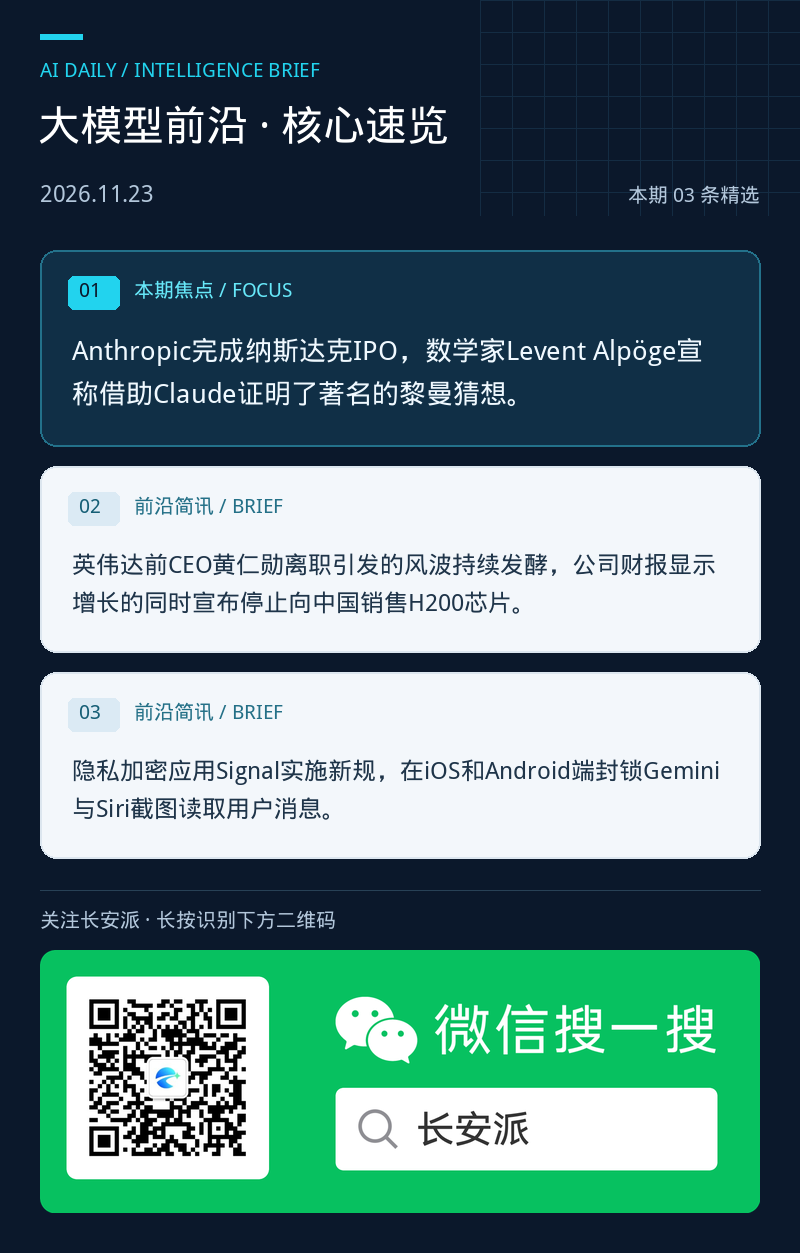 AI DAILY / INTELLIGENCE BRIEF
大模型前沿 · 核心速览
2026.11.23
本期 03 条精选
01 本期焦点 / FOCUS
Anthropic完成纳斯达克IPO，数学家Levent Alpöge宣
称借助Claude证明了著名的黎曼猜想。
02 前沿简讯 / BRIEF
英伟达前CEO黄仁勋离职引发的风波持续发酵，公司财报显示
增长的同时宣布停止向中国销售H200芯片。
03 前沿简讯 / BRIEF
隐私加密应用Signal实施新规，在iOS和Android端封锁Gemini
与Siri截图读取用户消息。
关注长安派 · 长按识别下方二维码
微信搜一搜
长安派